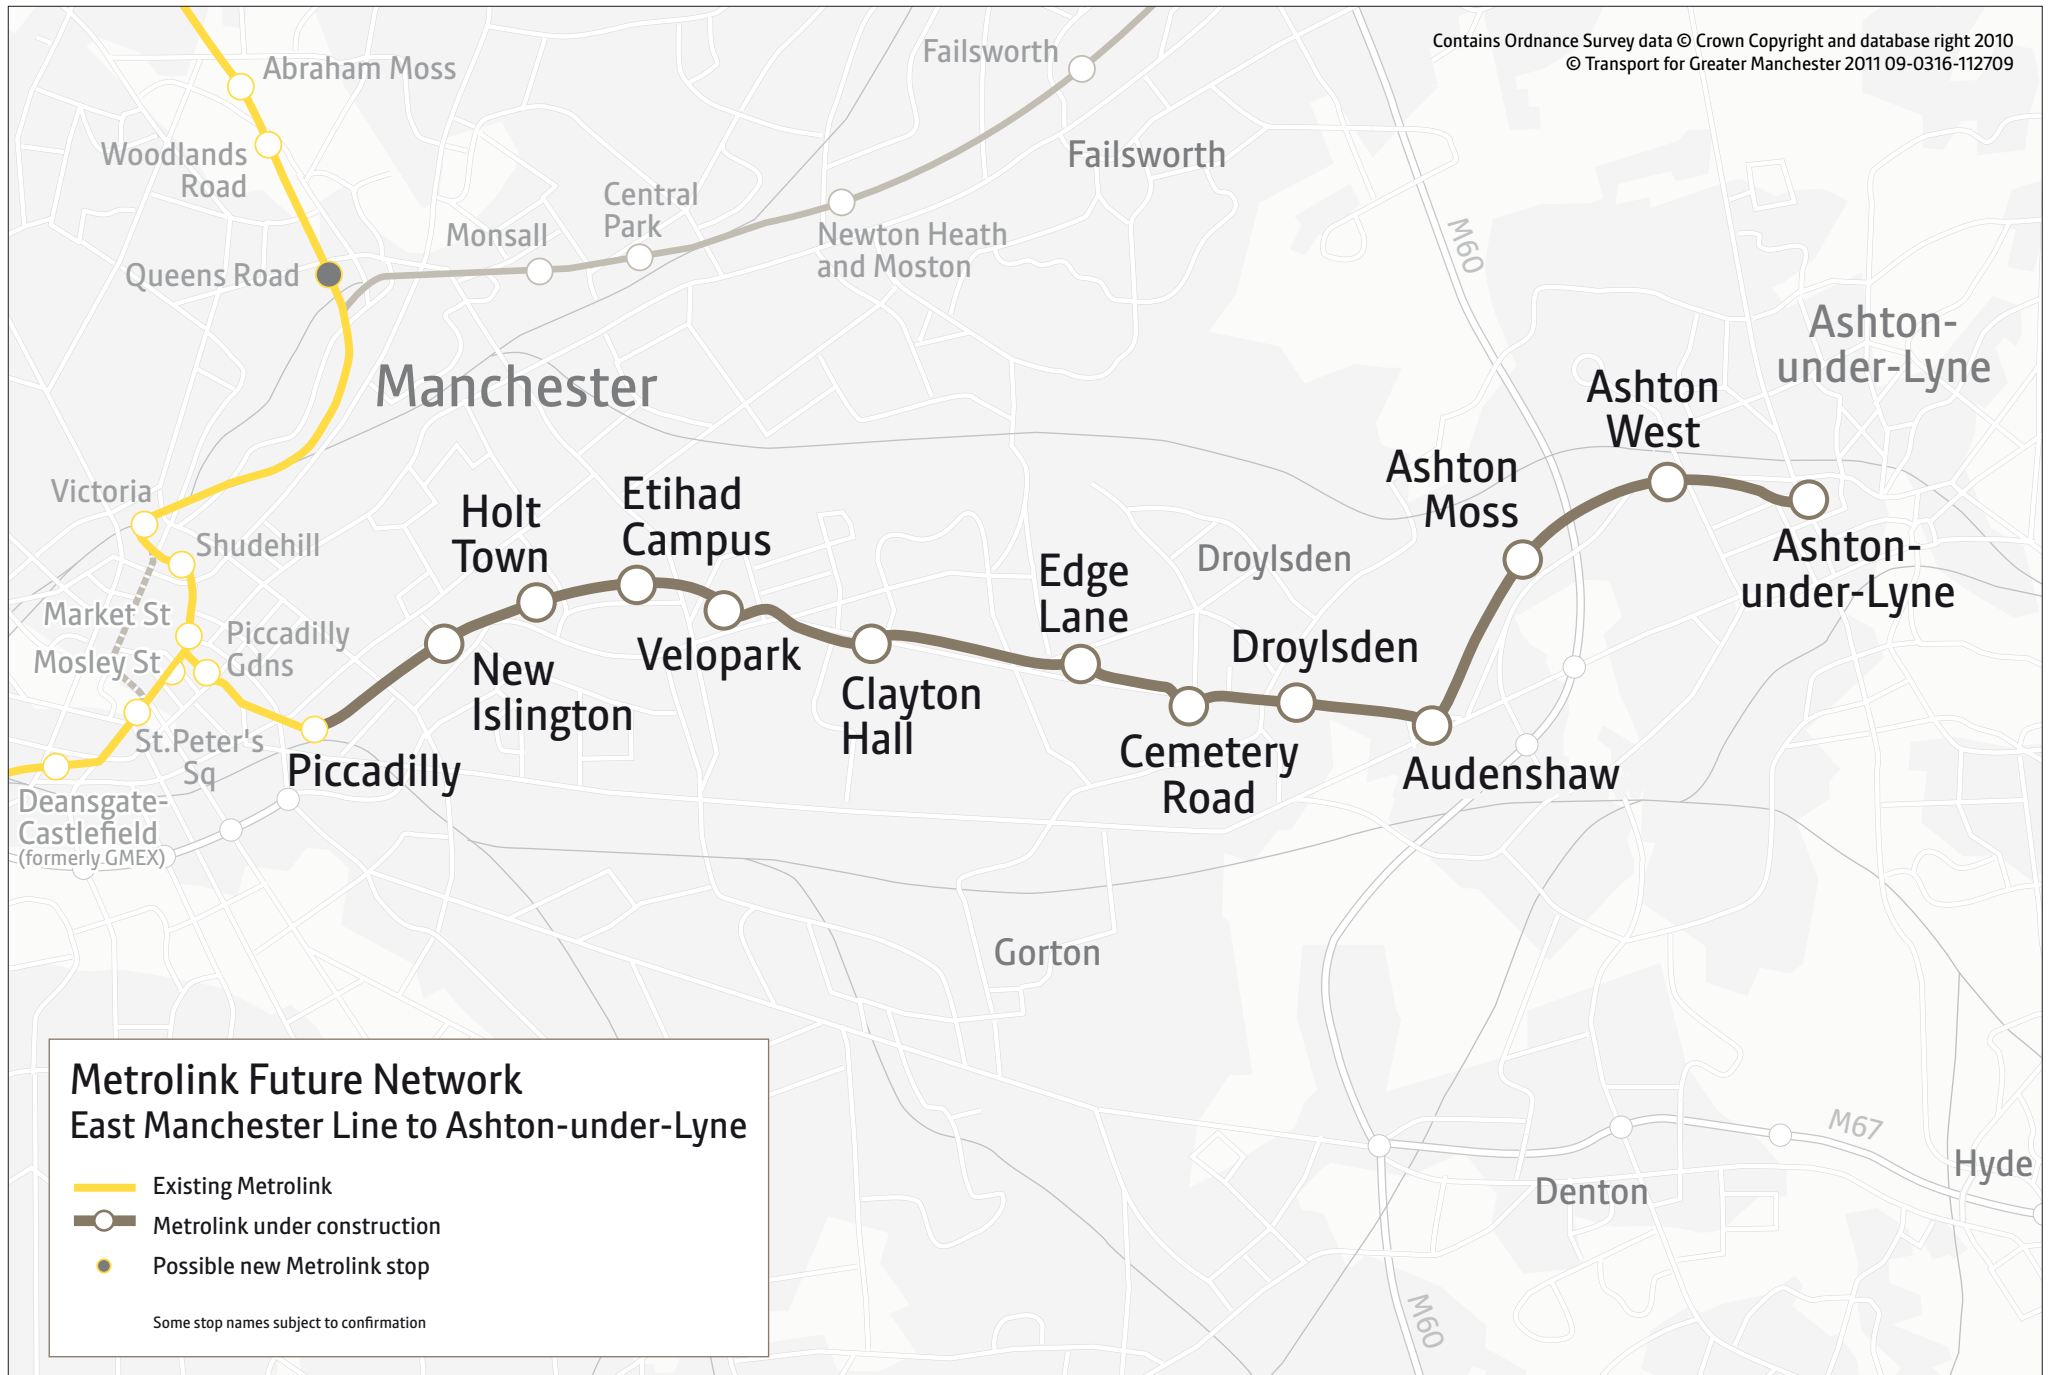 Contains Ordnance Survey data © Crown Copyright and database right 2010
© Transport for Greater Manchester 2011 09-0316-112709
Abraham Moss
Failsworth
Woodlands
Road
Failsworth
Central
Park
Monsall
Newton Heath
and Moston
M60
Queens Road
Manchester
Ashton-
under-Lyne
Ashton
West
Ashton
Moss
Victoria
Shudehill
Holt
Town
Etihad
Campus
Edge
Lane
Droylsden
Ashton-
under-Lyne
Market St
Piccadilly
Gdns
Mosley St
New
Islington
Velopark
Clayton
Hall
Droylsden
St.Peter's
Sq
Piccadilly
Cemetery
Road
Audenshaw
Deansgate-
Castlefield
(formerly GMEX)
Gorton
Metrolink Future Network
East Manchester Line to Ashton-under-Lyne
Existing Metrolink
Metrolink under construction
Possible new Metrolink stop
Some stop names subject to confirmation
M67
Hyde
Denton
M60